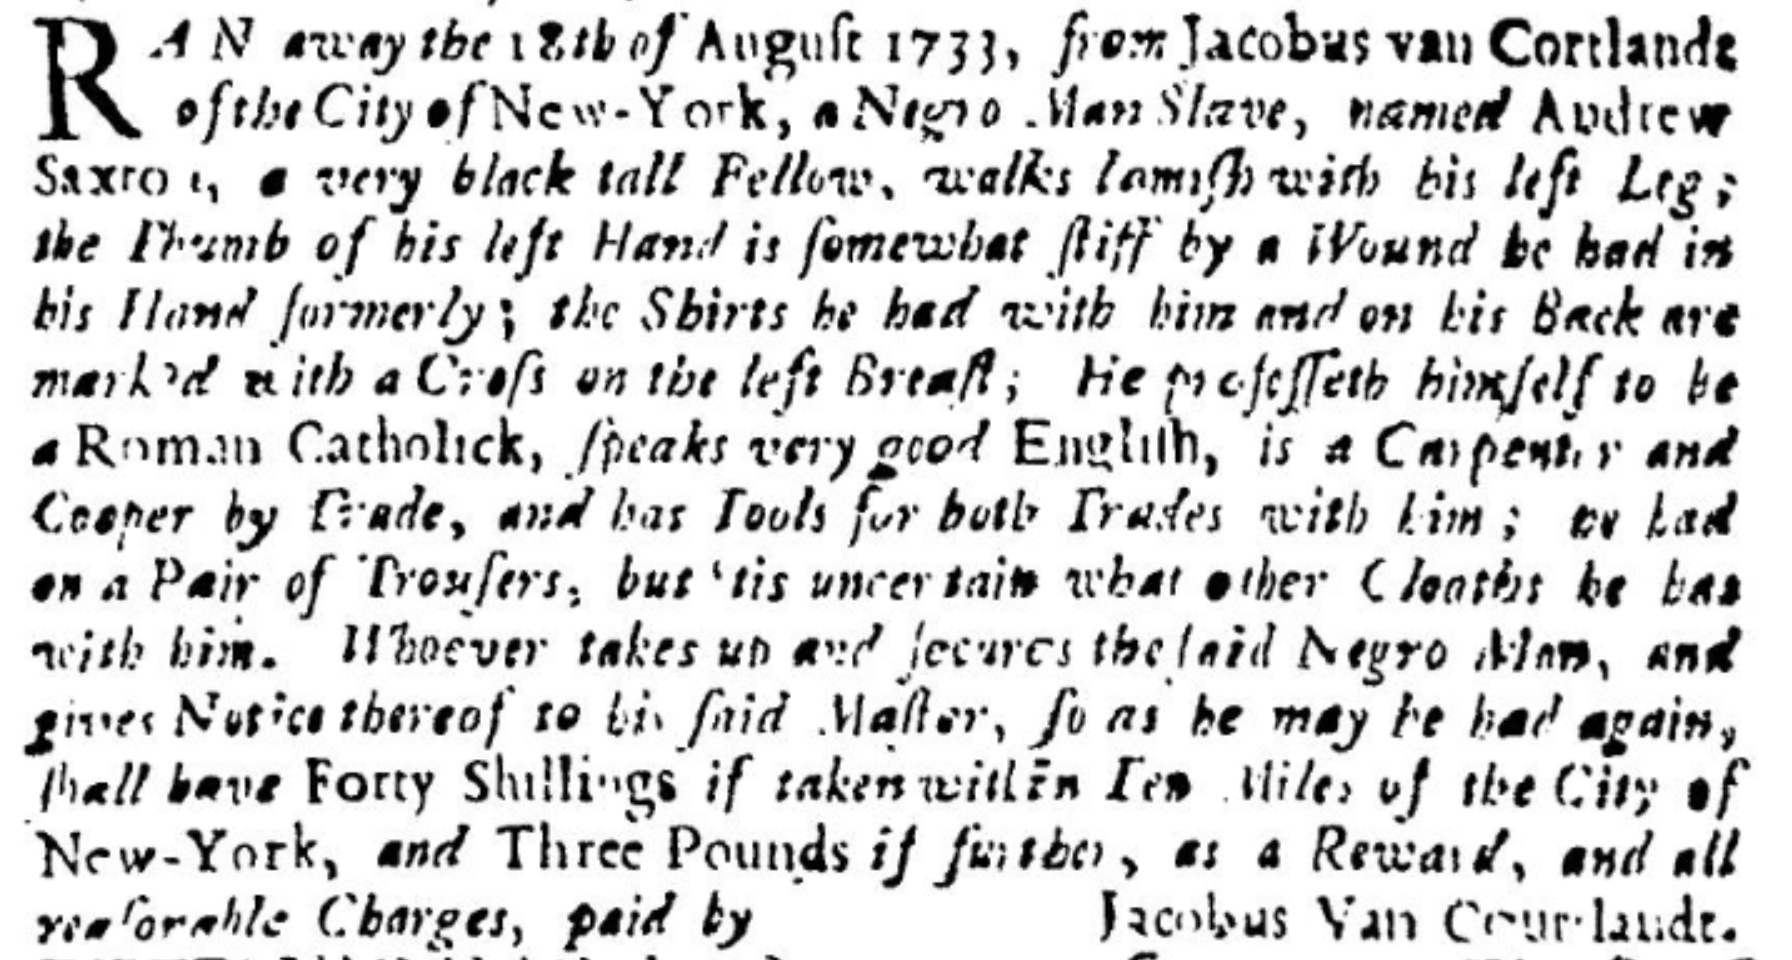 RAN away the 18th of Auguſt 1733, from Jacobus van Cortlandt
of the City of New-York, a Negro Man Slave, named Andrew
Saxton, a very black tall Fellow, walks lamiſh with his left Leg;
the Thumb of his left Hand is ſomewhat ſtiff by a Wound he had in
his Hand formerly; the Shirts he had with him and on his Back are
mark'd with a Croſs on the left Breaſt; He profeſſeth himſelf to be
a Roman Catholick, ſpeaks very good Engliſh, is a Carpenter and
Cooper by Trade, and has Tools for both Trades with him; he had
on a Pair of Trouſers, but 'tis uncertain what other Cloaths he has
with him. Whoever takes up and ſecures the ſaid Negro Man, and
gives Notice thereof to his ſaid Maſter, ſo as he may be had again,
ſhall have Forty Shillings if taken within Ten Miles of the City of
New-York, and Three Pounds if further, as a Reward, and all
reaſonable Charges, paid by Jacobus Van Courtlandt.